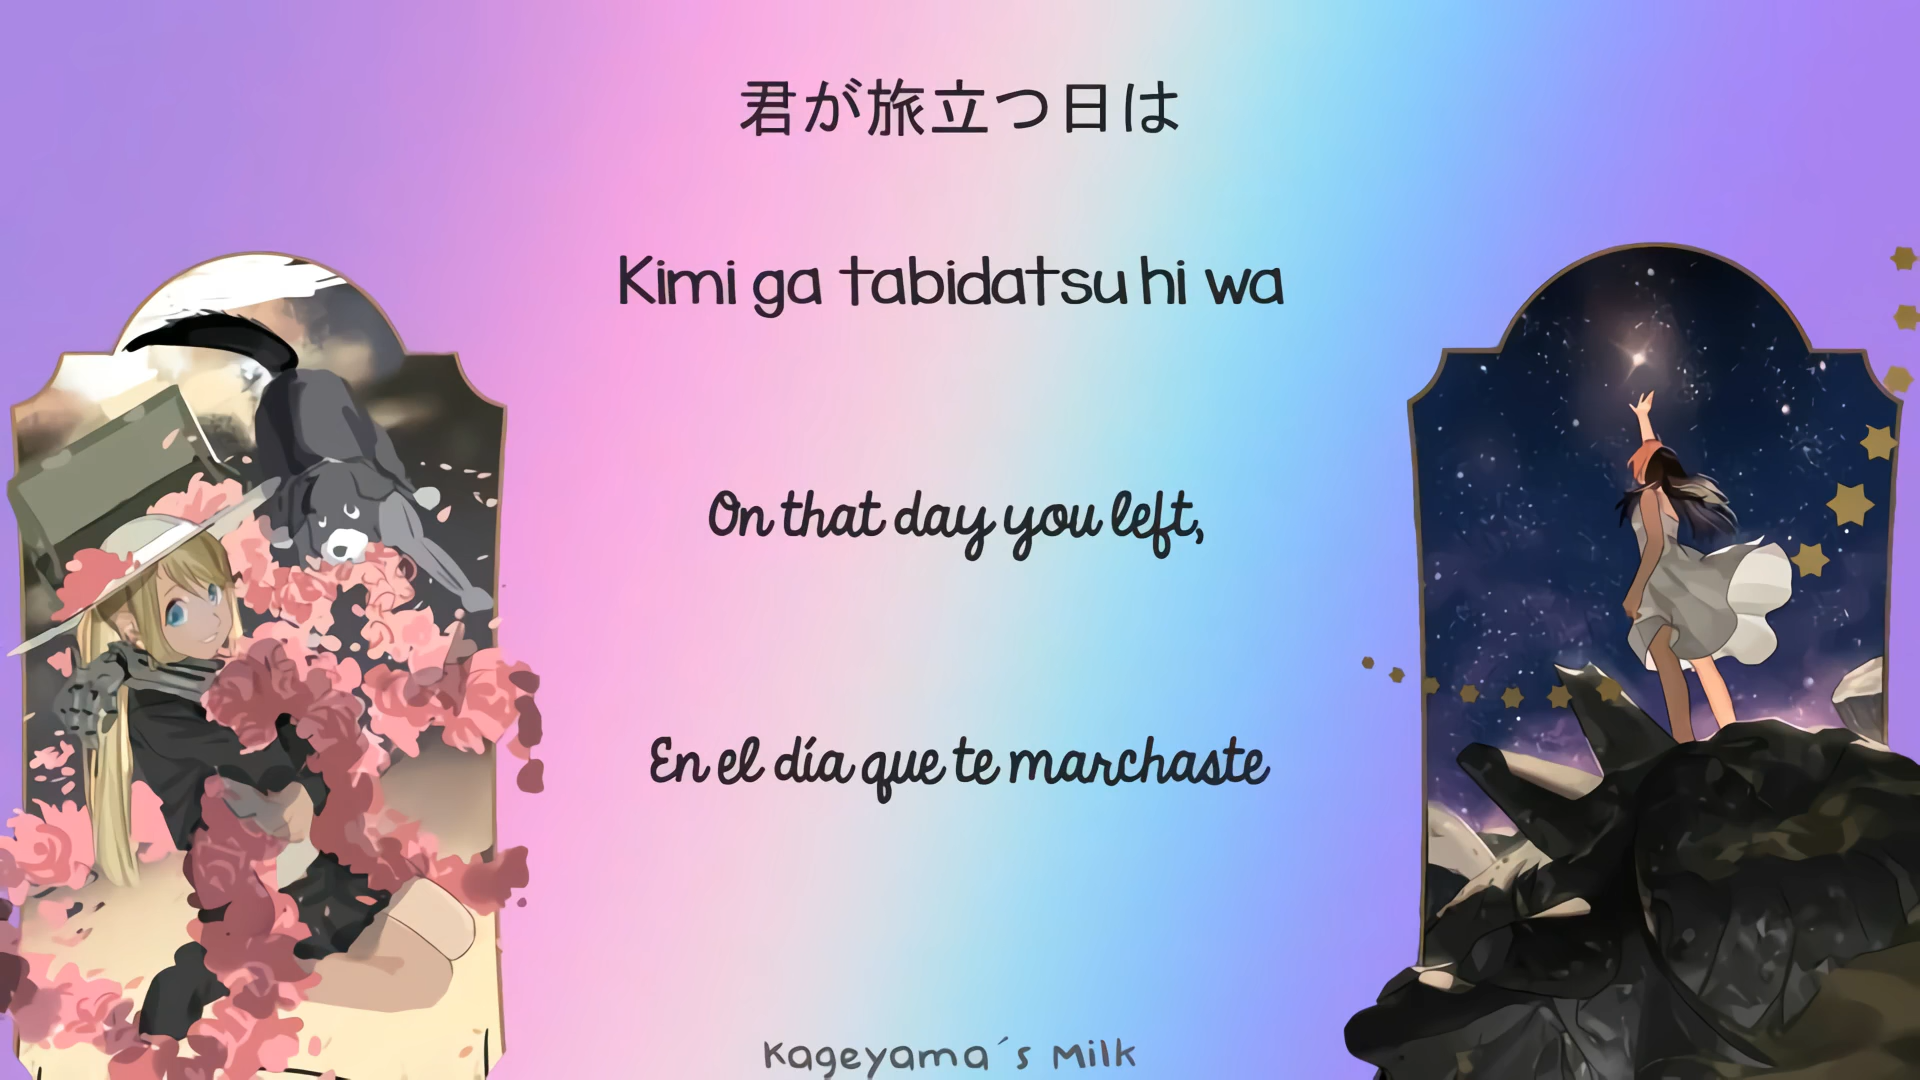 君が旅立つ日は
Kimi ga tabidatsu hi wa
On that day you left,
En el día que te marchaste
Kageyama´s Milk